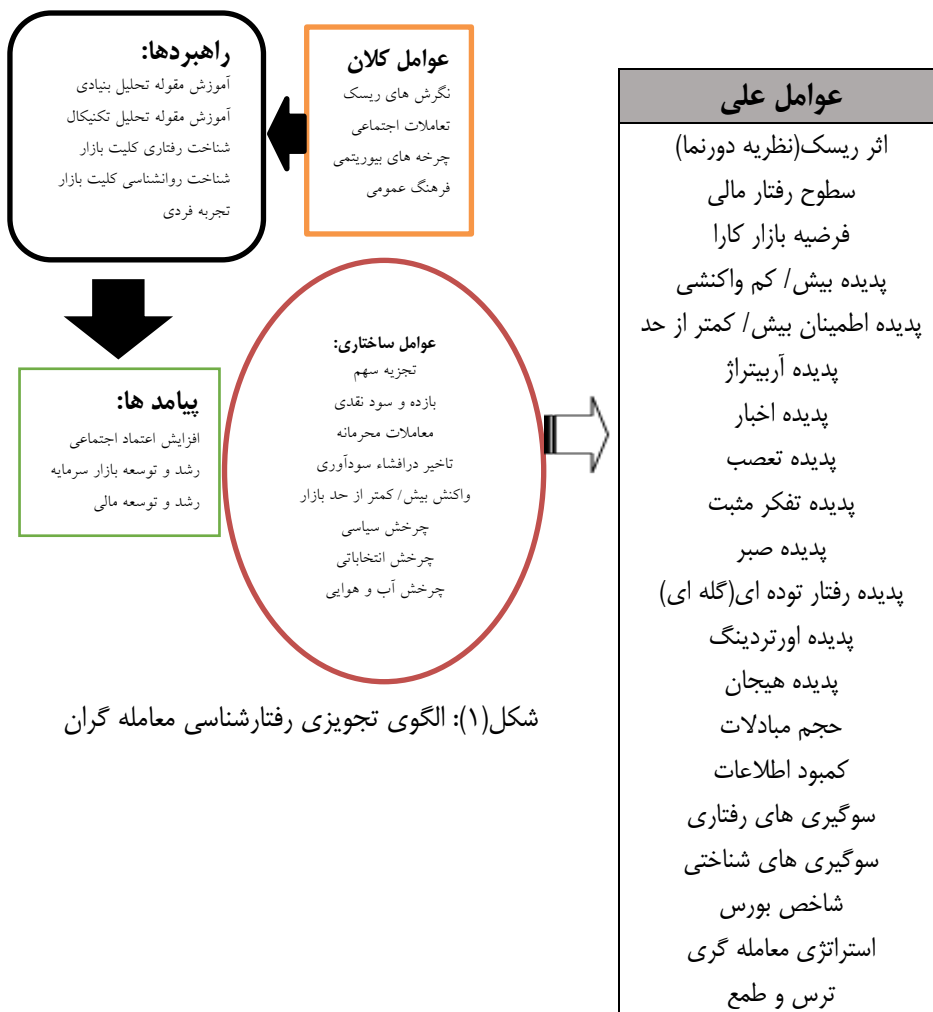 عوامل کلان
نگرش های ریسک
تعاملات اجتماعی
چرخه های بیوریتمی
فرهنگ عمومی
راهبردها:
آموزش مقوله تحلیل بنیادی
آموزش مقوله تحلیل تکنیکال
شناخت رفتاری کلیت بازار
شناخت روانشناسی کلیت بازار
تجربه فردی
عوامل علی
اثر ریسک(نظریه دورنما)
سطوح رفتار مالی
فرضیه بازار کارا
پدیده بیش/ کم واکنشی
پدیده اطمینان بیش/ کمتر از حد
پدیده آربیتراژ
پدیده اخبار
پدیده تعصب
پدیده تفکر مثبت
پدیده صبر
پدیده رفتار توده ای(گله ای)
پدیده اورتردینگ
پدیده هیجان
حجم مبادلات
کمبود اطلاعات
سوگیری های رفتاری
سوگیری های شناختی
شاخص بورس
استراتژی معامله گری
ترس و طمع
عوامل ساختاری:
تجزیه سهم
بازده و سود نقدی
معاملات محرمانه
تاخیر درافشاء سودآوری
واکنش بیش/ کمتر از حد بازار
چرخش سیاسی
چرخش انتخاباتی
چرخش آب و هوایی
پیامد ها:
افزایش اعتماد اجتماعی
رشد و توسعه بازار سرمایه
رشد و توسعه مالی
شکل(۱): الگوی تجویزی رفتارشناسی معامله گران